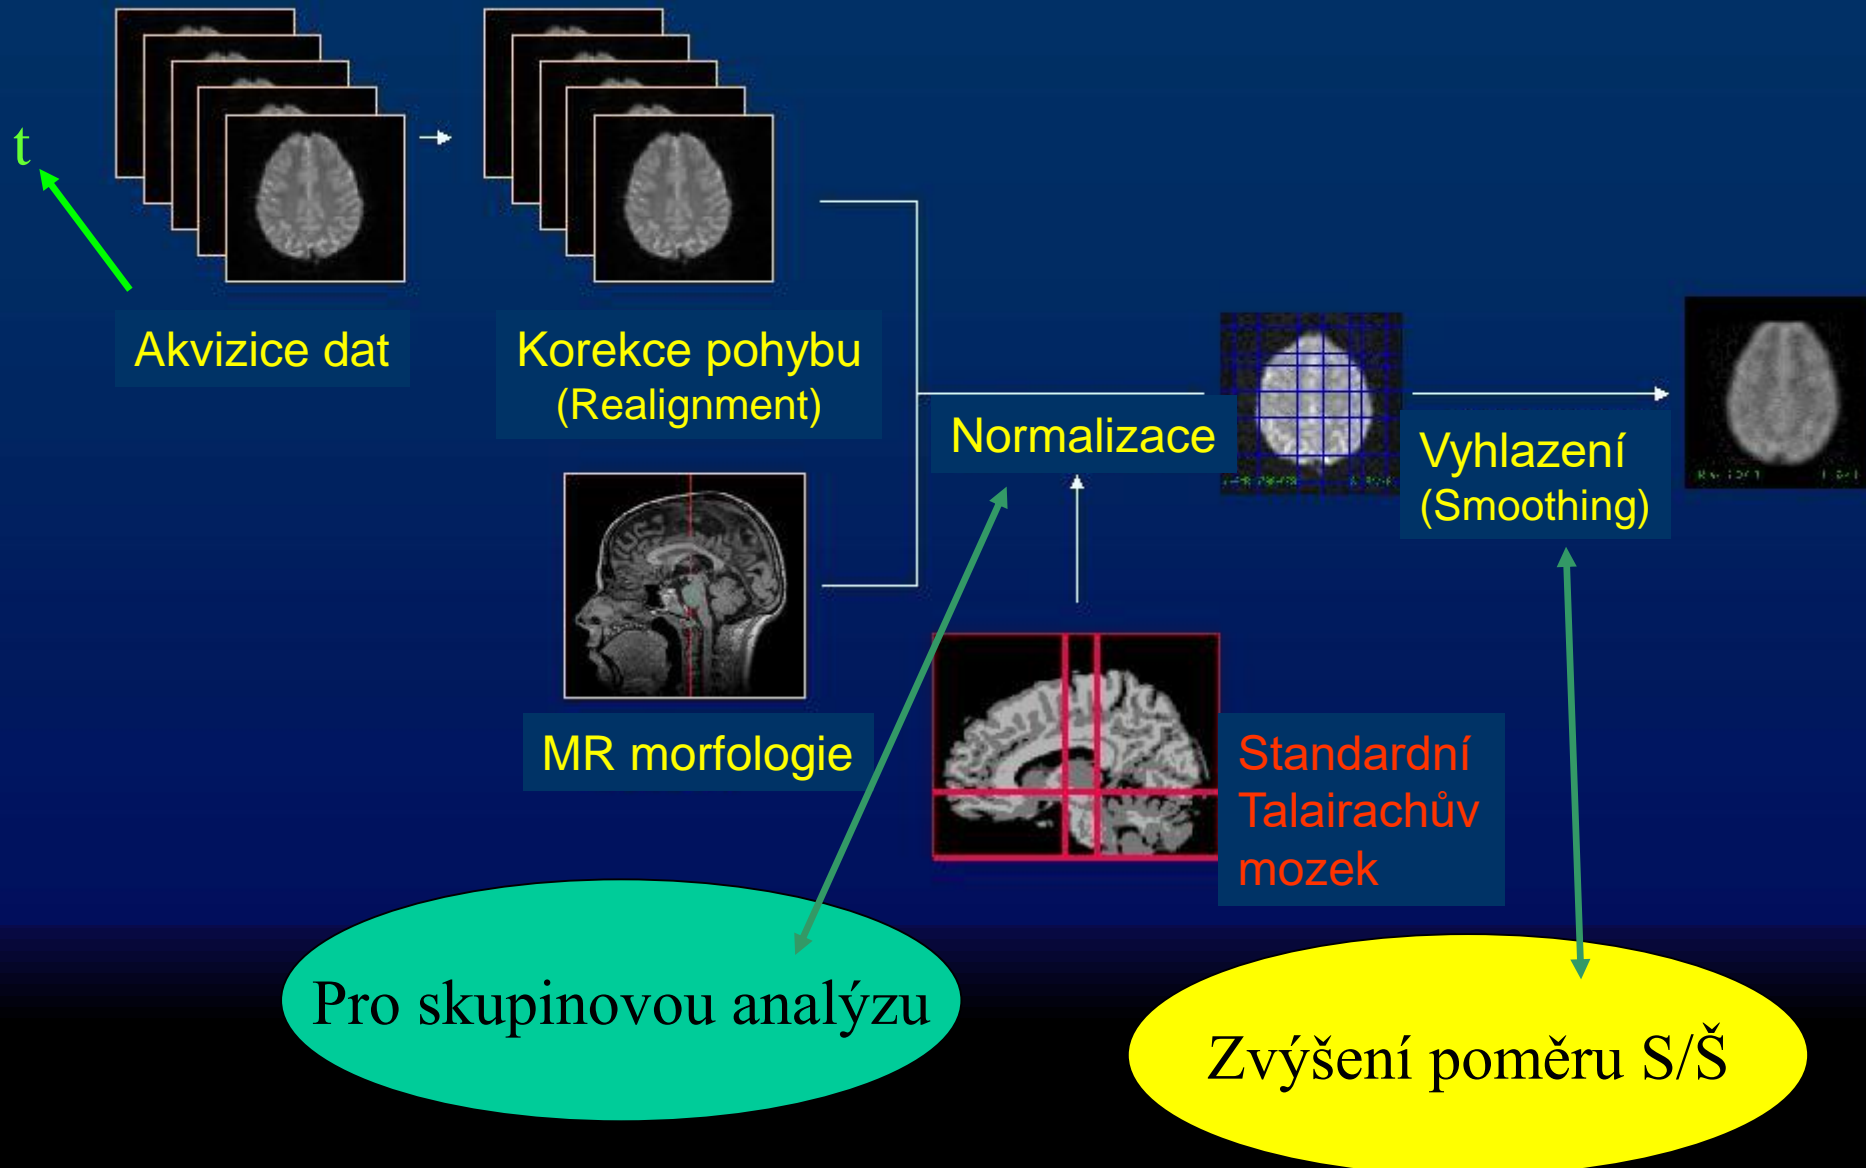 t
Akvizice dat
Korekce pohybu
(Realignment)
Normalizace
Vyhlazení
(Smoothing)
MR morfologie
Standardní
Talairachův
mozek
Pro skupinovou analýzu
Zvýšení poměru S/Š